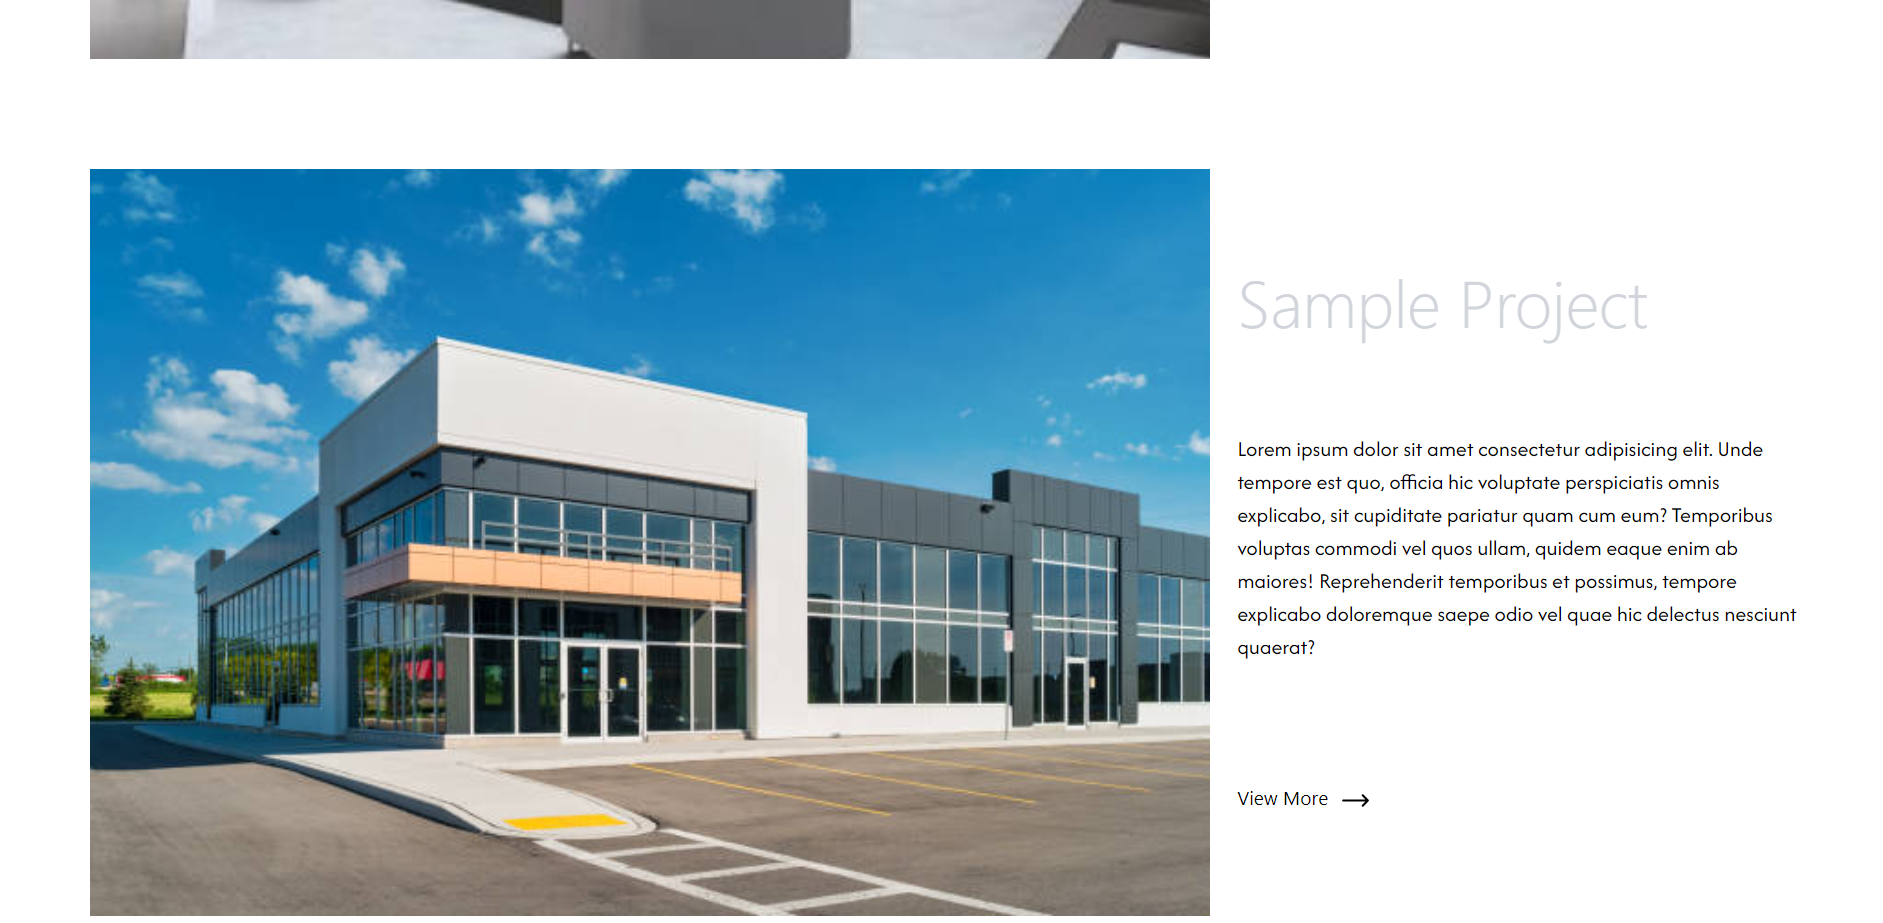 Sample Project
Lorem ipsum dolor sit amet consectetur adipisicing elit. Unde
tempore est quo, officia hic voluptate perspiciatis omnis
explicabo, sit cupiditate pariatur quam cum eum? Temporibus
voluptas commodi vel quos ullam, quidem eaque enim ab
maiores! Reprehenderit temporibus et possimus, tempore
explicabo doloremque saepe odio vel quae hic delectus nesciunt
quaerat?
View More